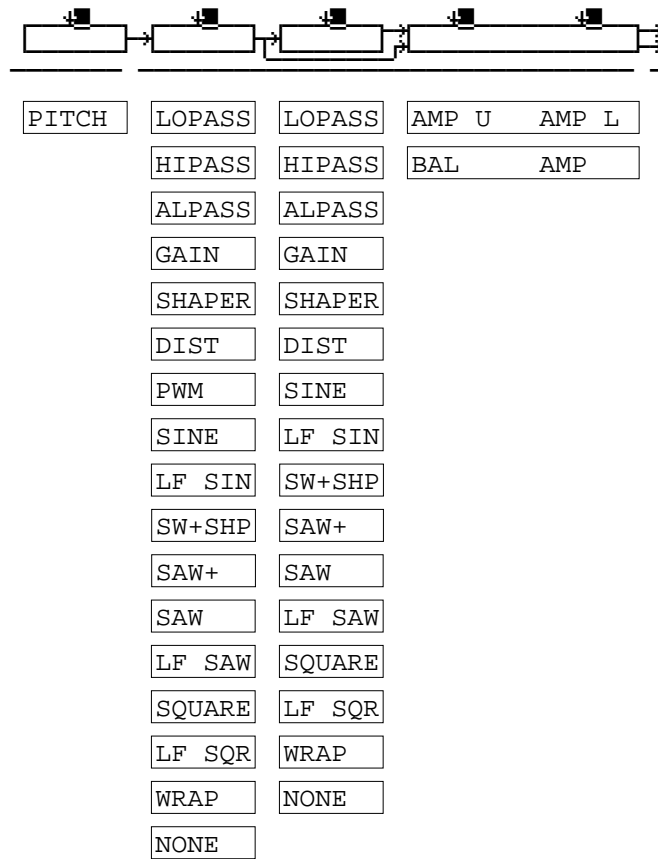 PITCH LOPASS LOPASS AMP U AMP L
HIPASS HIPASS BAL AMP
ALPASS ALPASS
GAIN GAIN
SHAPER SHAPER
DIST DIST
PWM SINE
SINE LF SIN
LF SIN SW+SHP
SW+SHP SAW+
SAW+ SAW
SAW LF SAW
LF SAW SQUARE
SQUARE LF SQR
LF SQR WRAP
WRAP NONE
NONE